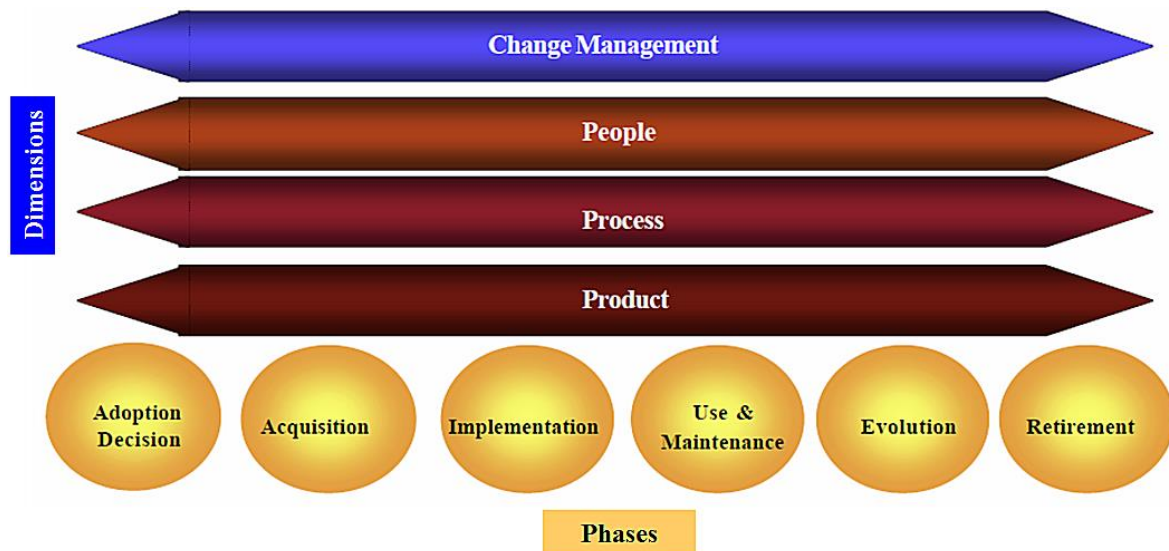 Change Management
People
Dimensions
Process
Product
Adoption
Decision
Acquisition
Implementation
Use &
Maintenance
Evolution
Retirement
Phases